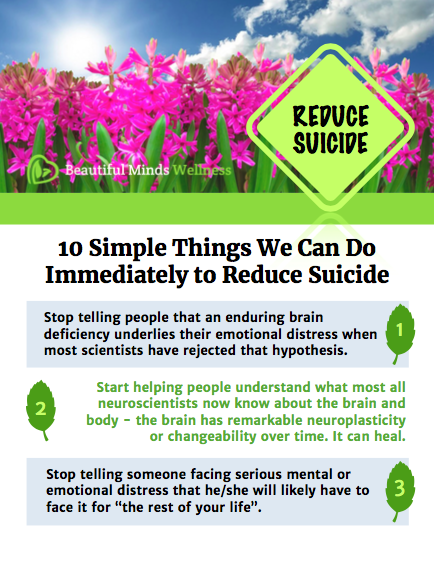 REDUCE
SUICIDE
Beautiful Minds Wellness
10 Simple Things We Can Do
Immediately to Reduce Suicide
Stop telling people that an enduring brain
deficiency underlies their emotional distress when
most scientists have rejected that hypothesis.
1
Start helping people understand what most all
neuroscientists now know about the brain and
body - the brain has remarkable neuroplasticity
or changeability over time. It can heal.
2
Stop telling someone facing serious mental or
emotional distress that he/she will likely have to
face it for “the rest of your life”.
3